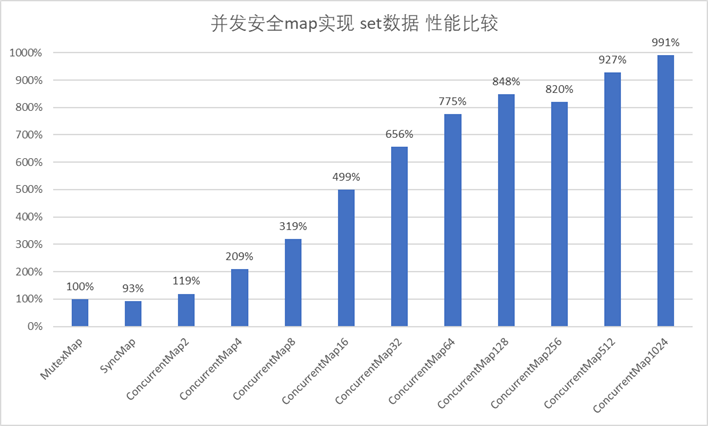 并发安全map实现 set数据 性能比较
1000%
900%
800%
700%
600%
500%
400%
300%
200%
100%
0%
100%
93%
119%
209%
319%
499%
656%
775%
848%
820%
927%
991%
MutexMap
SyncMap
ConcurrentMap2
ConcurrentMap4
ConcurrentMap8
ConcurrentMap16
ConcurrentMap32
ConcurrentMap64
ConcurrentMap128
ConcurrentMap256
ConcurrentMap512
ConcurrentMap1024